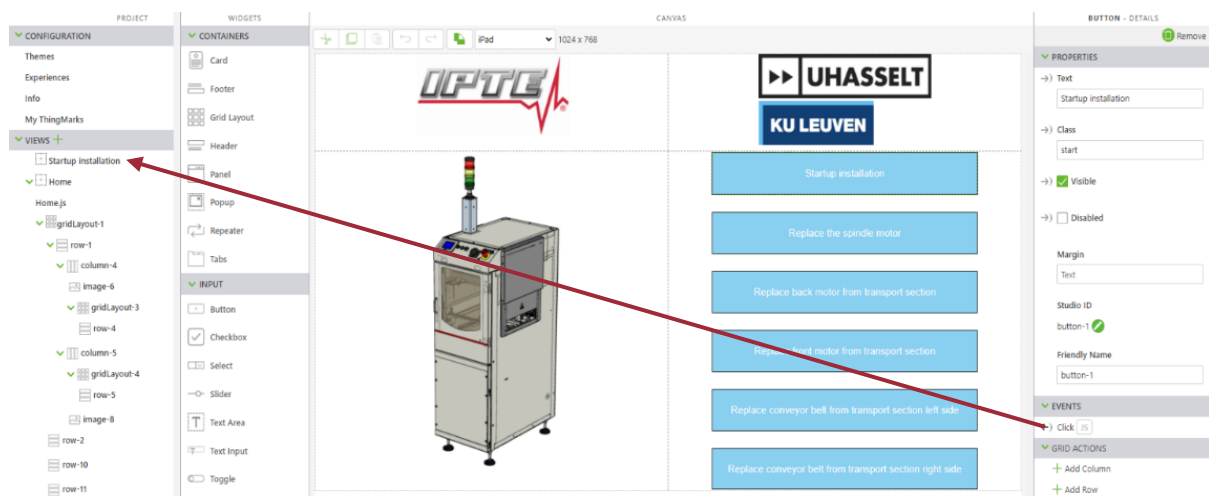 PROJECT
CONFIGURATION
Themes
Experiences
Info
My ThingMarks
VIEWS
Startup installation
Home
Home.js
gridLayout-1
row-1
column-4
image-6
gridLayout-3
row-4
column-5
gridLayout-4
row-5
image-8
row-2
row-10
row-11
WIDGETS
CONTAINERS
Card
Footer
Grid Layout
Header
Panel
Popup
Repeater
Tabs
INPUT
Button
Checkbox
Select
Slider
Text Area
Text Input
Toggle
CANVAS
iPad 1024 x 768
IPTE
UHASSELT
KU LEUVEN
Startup installation
Replace the spindle motor
Replace back motor from transport section
Replace front motor from transport section
Replace conveyor belt from transport section left side
Replace conveyor belt from transport section right side
BUTTON - DETAILS
Remove
PROPERTIES
Text
Startup installation
Class
start
Visible
Disabled
Margin
Text
Studio ID
button-1
Friendly Name
button-1
EVENTS
Click JS
GRID ACTIONS
Add Column
Add Row